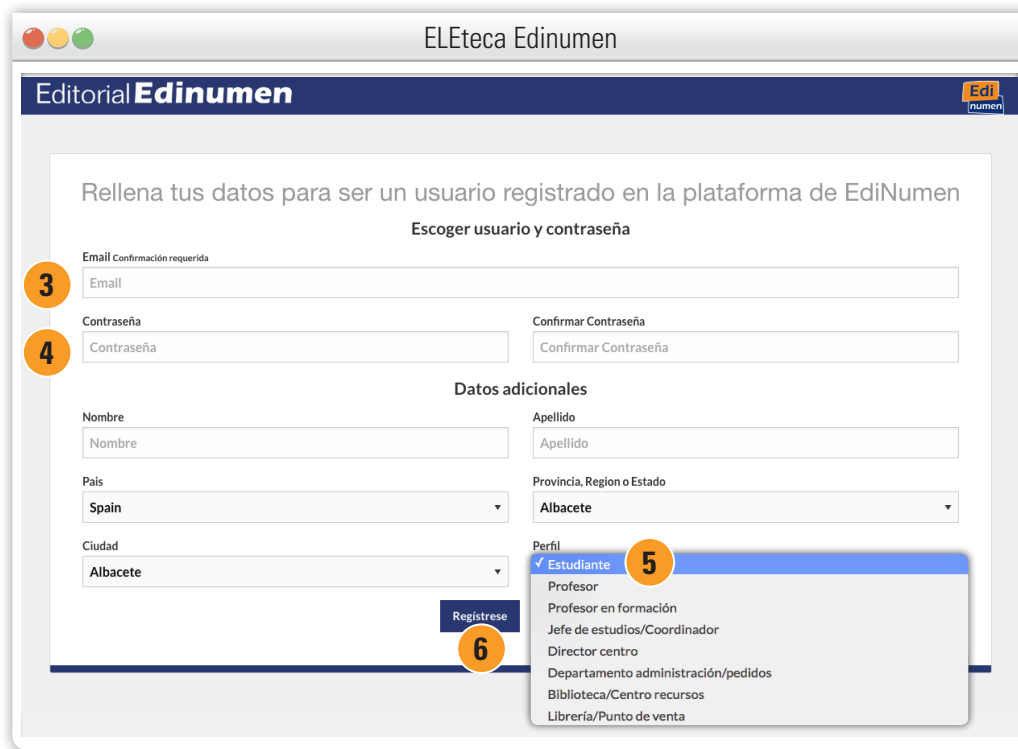 ELEteca Edinumen
Editorial Edinumen
Edi
numen
Rellena tus datos para ser un usuario registrado en la plataforma de EdiNumen
Escoger usuario y contraseña
Email Confirmación requerida
3
Email
Contraseña
Confirmar Contraseña
4
Contraseña
Confirmar Contraseña
Datos adicionales
Nombre
Apellido
Nombre
Apellido
Pais
Provincia, Region o Estado
Spain
Albacete
Ciudad
Perfil
Albacete
✓ Estudiante
5
Profesor
Profesor en formación
Regístrese
Jefe de estudios/Coordinador
6
Director centro
Departamento administración/pedidos
Biblioteca/Centro recursos
Librería/Punto de venta